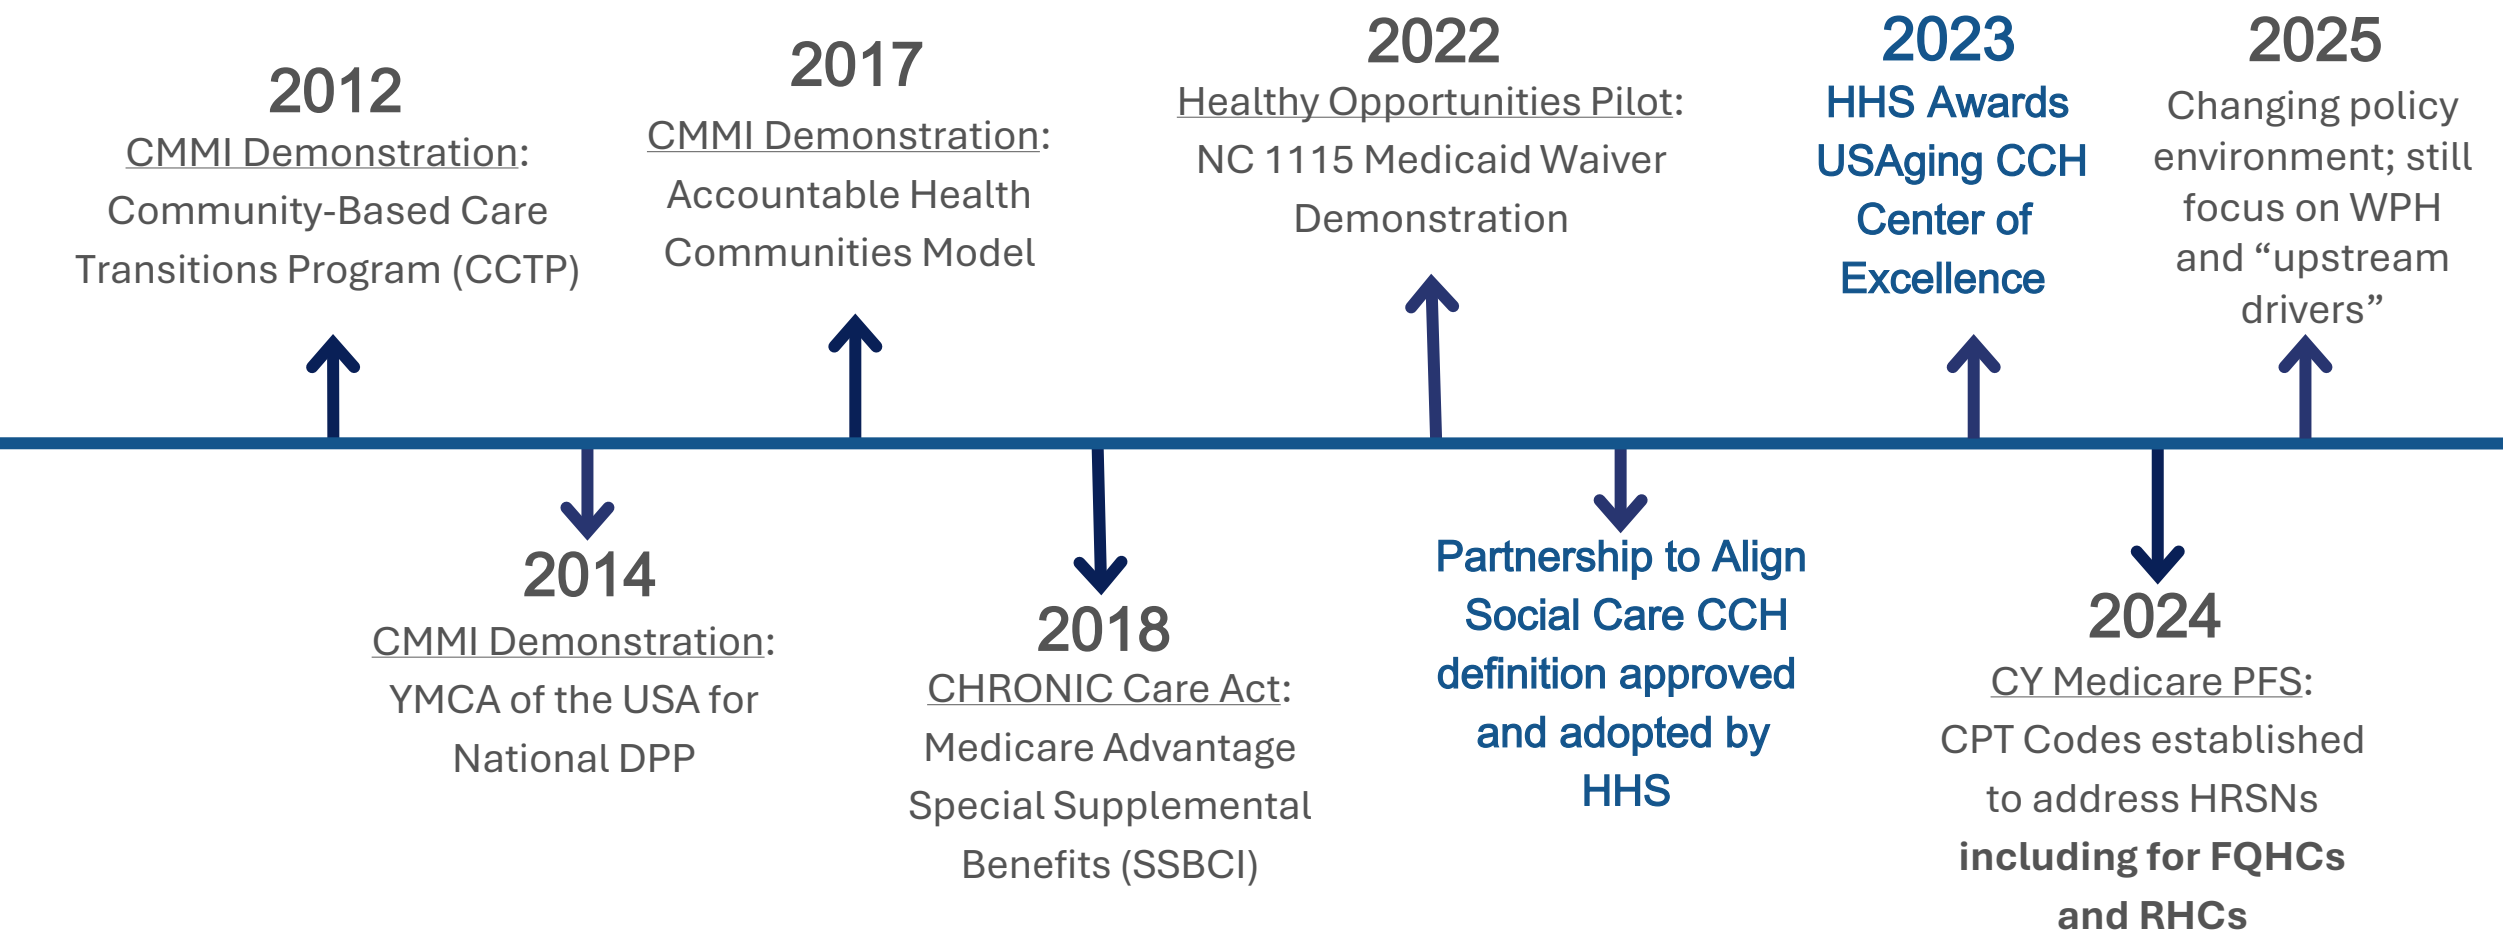 2012
CMMI Demonstration:
Community-Based Care
Transitions Program (CCTP)
2014
CMMI Demonstration:
YMCA of the USA for
National DPP
2017
CMMI Demonstration:
Accountable Health
Communities Model
2018
CHRONIC Care Act:
Medicare Advantage
Special Supplemental
Benefits (SSBCI)
2022
Healthy Opportunities Pilot:
NC 1115 Medicaid Waiver
Demonstration
Partnership to Align
Social Care CCH
definition approved
and adopted by
HHS
2023
HHS Awards
USAging CCH
Center of
Excellence
2024
CY Medicare PFS:
CPT Codes established
to address HRSNs
including for FQHCs
and RHCs
2025
Changing policy
environment; still
focus on WPH
and “upstream
drivers”